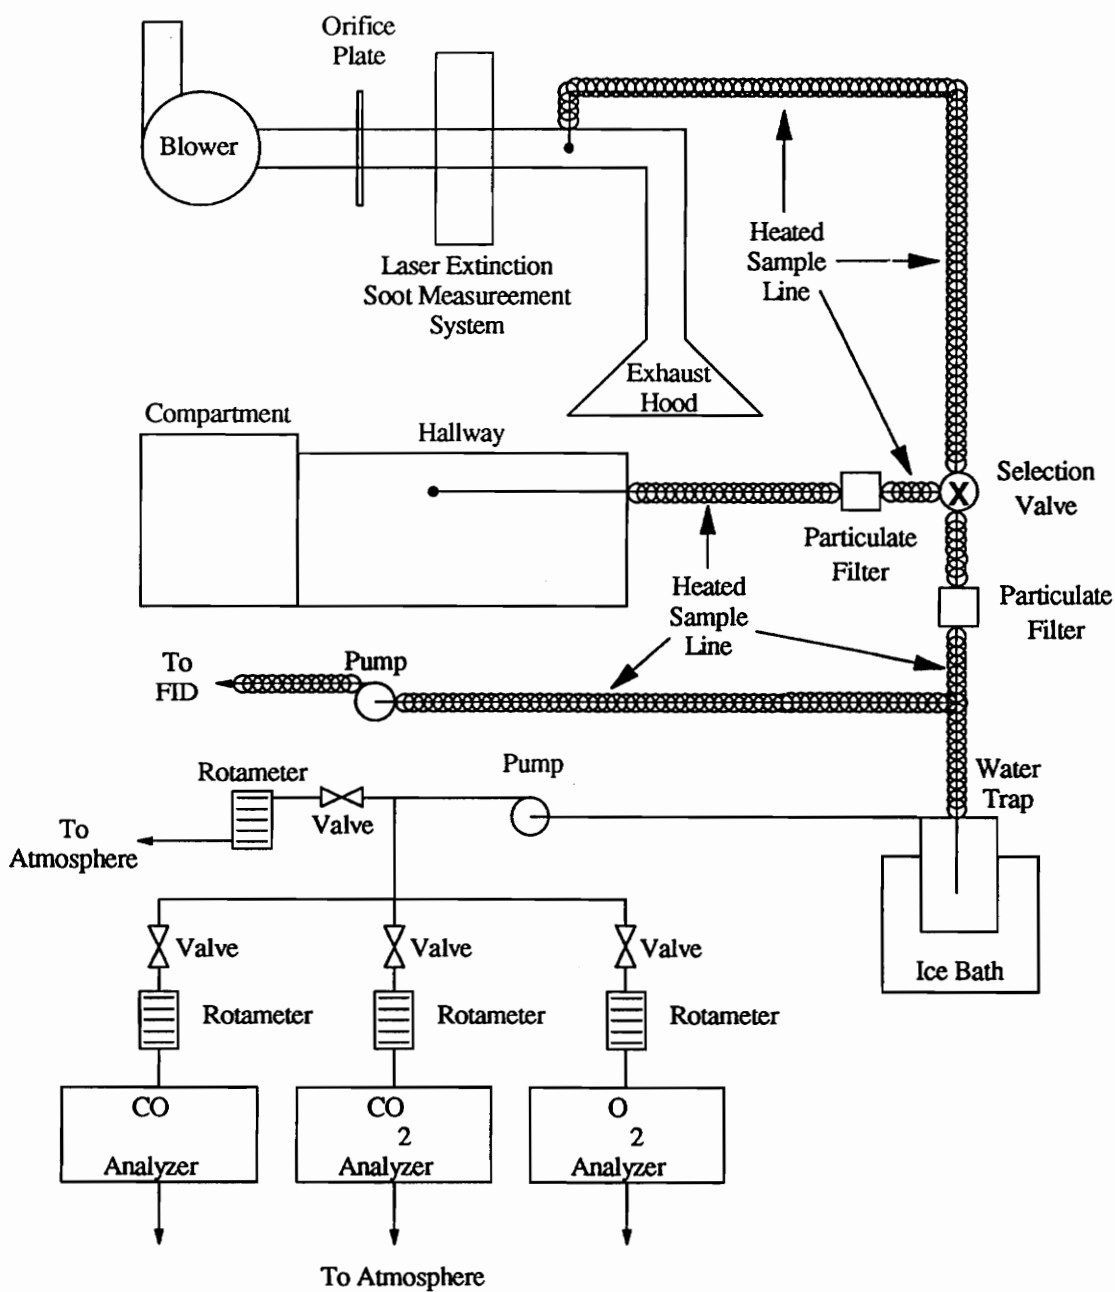 Orifice
Plate
Blower
Laser Extinction
Soot Measureement
System
Heated
Sample
Line
Exhaust
Hood
Compartment
Hallway
Selection
Valve
Particulate
Filter
Heated
Sample
Line
Particulate
Filter
To
FID
Pump
Rotameter
Valve
Pump
Water
Trap
To
Atmosphere
Valve
Valve
Valve
Ice Bath
Rotameter
Rotameter
Rotameter
CO
Analyzer
CO
2
Analyzer
O
2
Analyzer
To Atmosphere
X